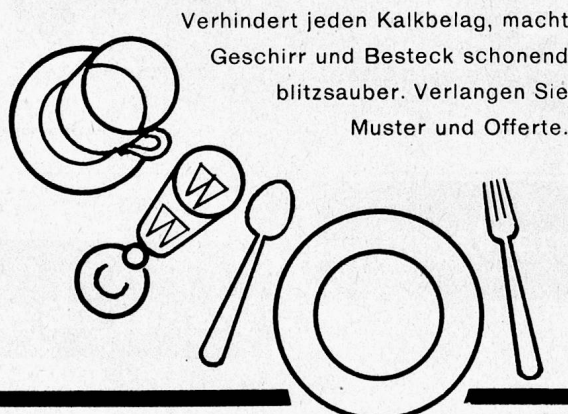 Verhindert jeden Kalkbelag, macht
Geschirr und Besteck schonend
blitzsauber. Verlangen Sie
Muster und Offerte.